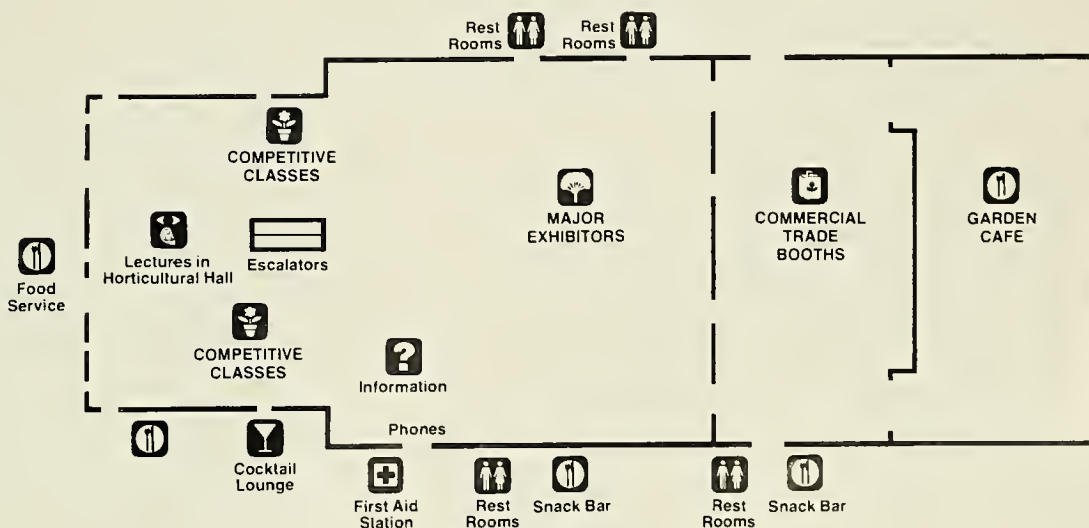 Rest
Rooms
Rest
Rooms
COMPETITIVE
CLASSES
MAJOR
EXHIBITORS
COMMERCIAL
TRADE
BOOTHS
GARDEN
CAFE
Lectures in
Horticultural Hall
Escalators
Food
Service
COMPETITIVE
CLASSES
?
Information
Phones
Cocktail
Lounge
First Aid
Station
Rest
Rooms
Snack Bar
Rest
Rooms
Snack Bar